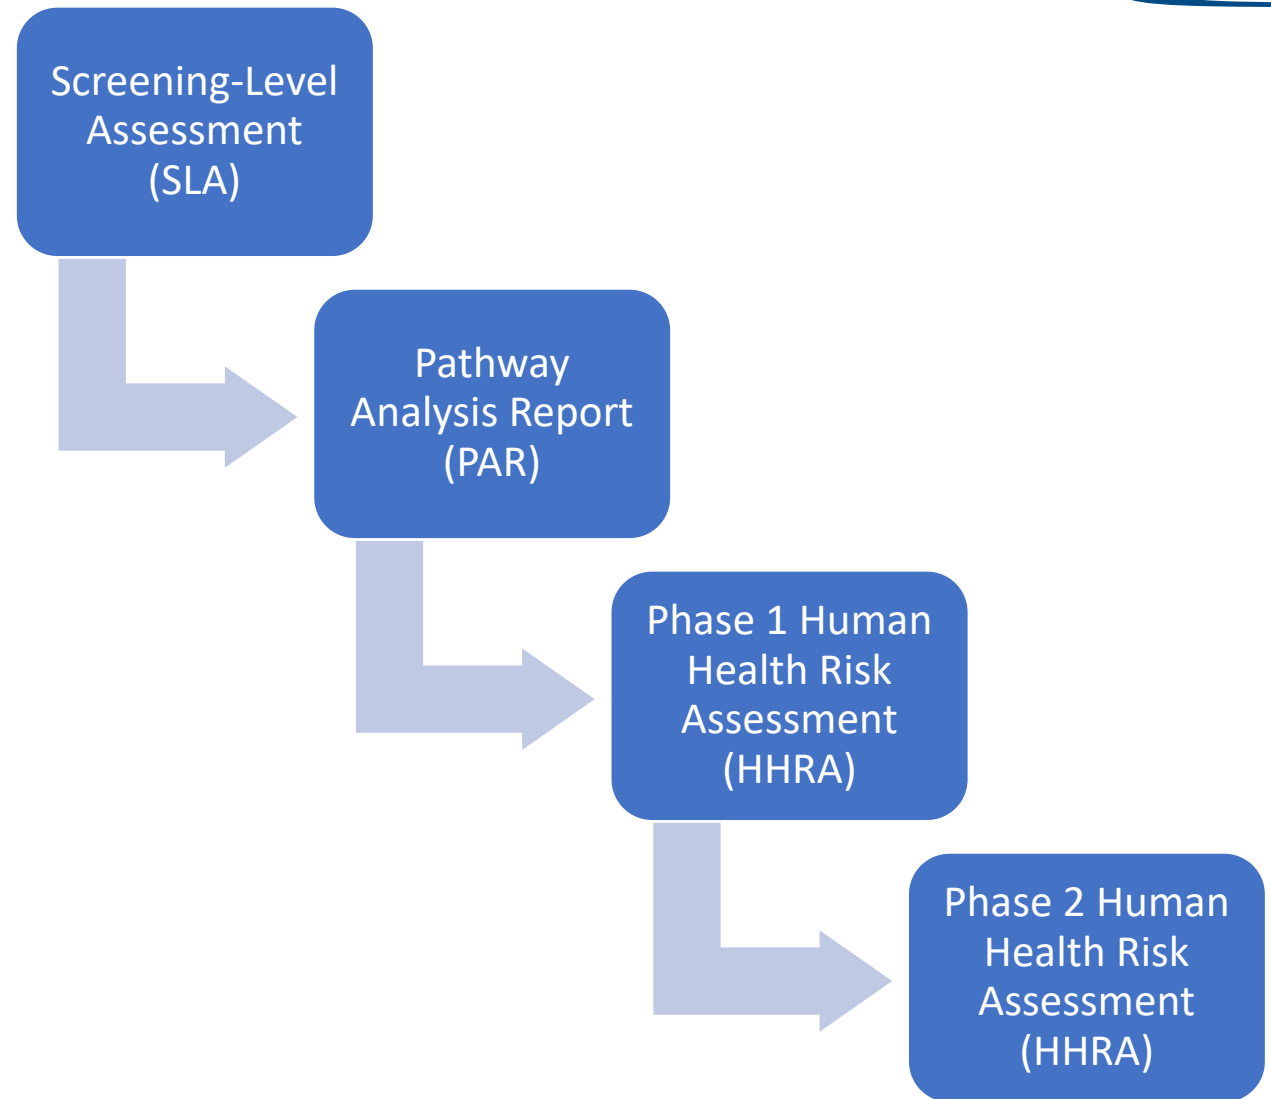 Screening-Level
Assessment
(SLA)
Pathway
Analysis Report
(PAR)
Phase 1 Human
Health Risk
Assessment
(HHRA)
Phase 2 Human
Health Risk
Assessment
(HHRA)